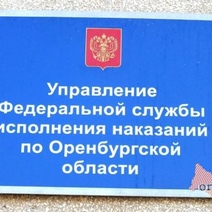 Управление
Федеральной службы
исполнения наказаний
по Оренбургской
области